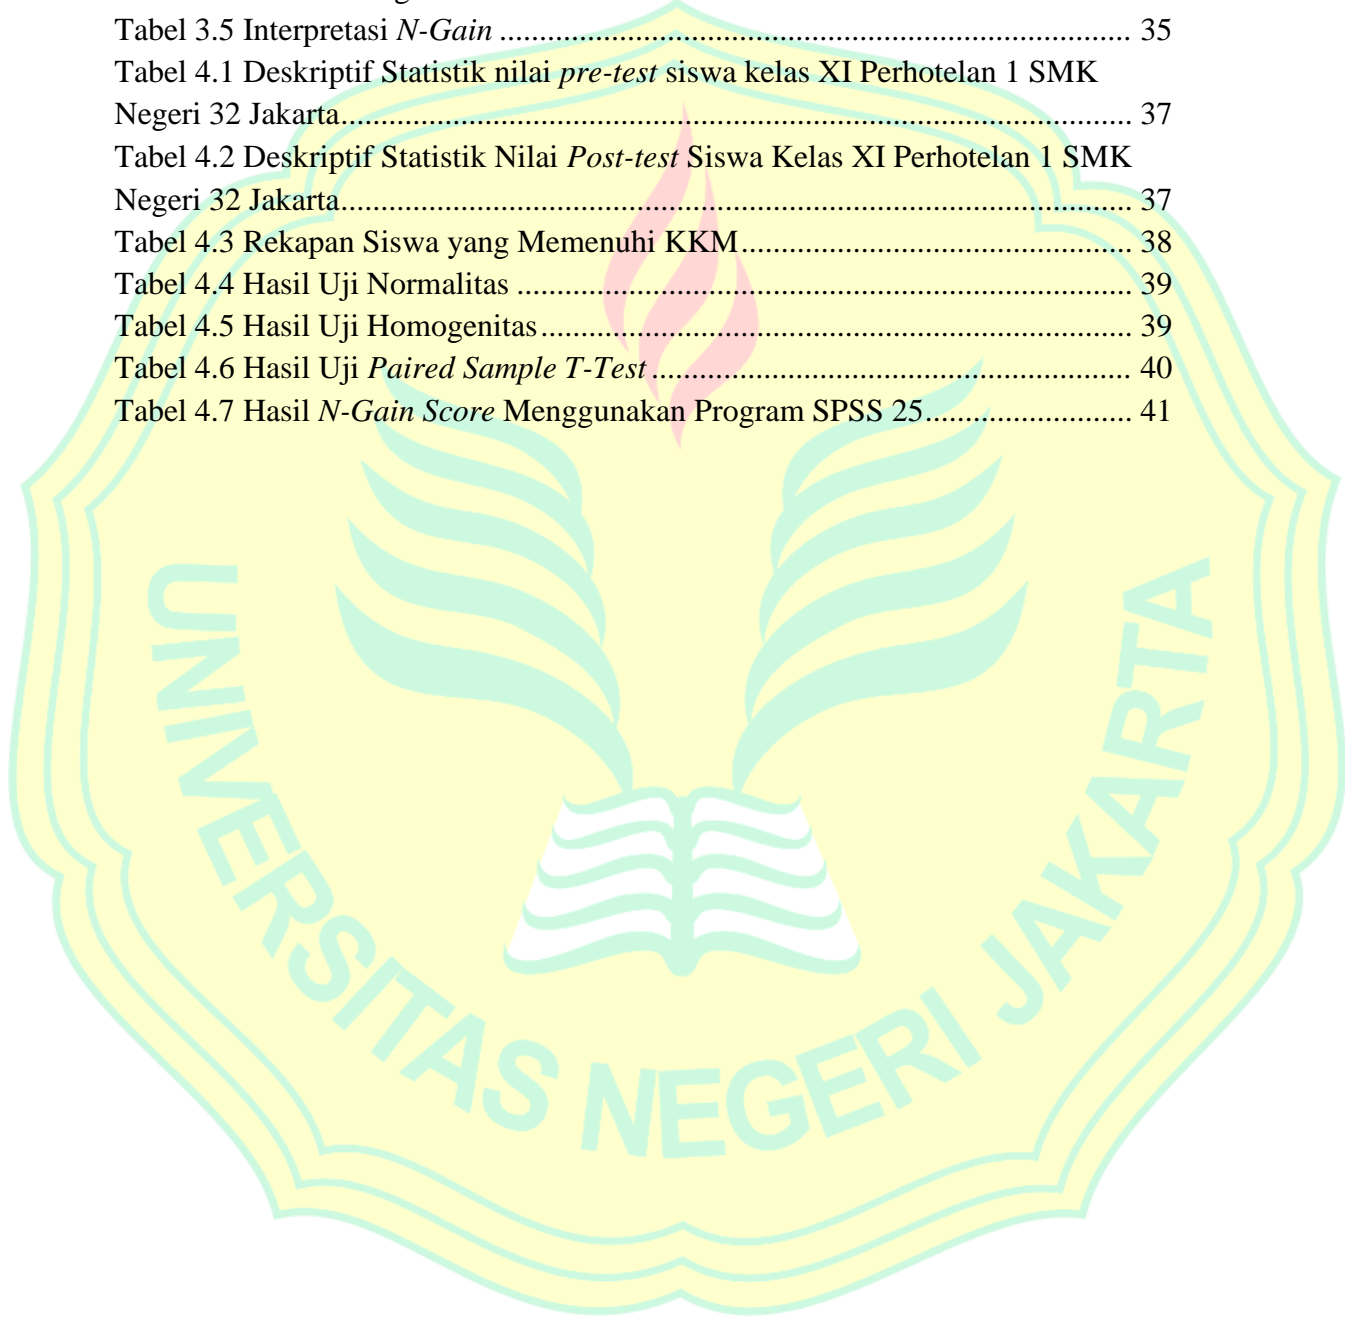 Tabel 3.5 Interpretasi N-Gain ............................................................................... 35
Tabel 4.1 Deskriptif Statistik nilai pre-test siswa kelas XI Perhotelan 1 SMK
Negeri 32 Jakarta................................................................................................... 37
Tabel 4.2 Deskriptif Statistik Nilai Post-test Siswa Kelas XI Perhotelan 1 SMK
Negeri 32 Jakarta................................................................................................... 37
Tabel 4.3 Rekapan Siswa yang Memenuhi KKM................................................. 38
Tabel 4.4 Hasil Uji Normalitas ............................................................................. 39
Tabel 4.5 Hasil Uji Homogenitas.......................................................................... 39
Tabel 4.6 Hasil Uji Paired Sample T-Test ............................................................ 40
Tabel 4.7 Hasil N-Gain Score Menggunakan Program SPSS 25.......................... 41
UNIVERSITAS NEGERI JAKARTA